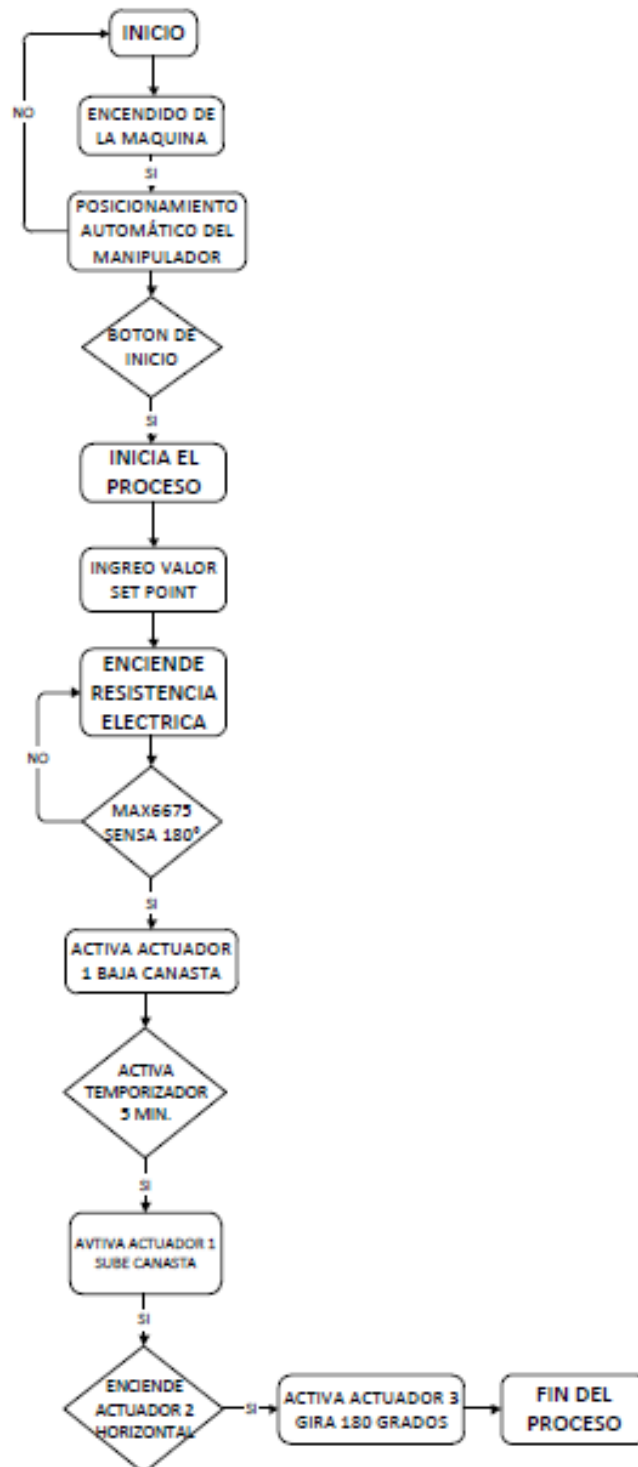 INICIO
NO
ENCENDIDO DE
LA MAQUINA
SI
POSICIONAMIENTO
AUTOMÁTICO DEL
MANIPULADOR
BOTON DE
INICIO
SI
INICIA EL
PROCESO
INGREO VALOR
SET POINT
ENCIENDE
RESISTENCIA
ELECTRICA
NO
MAX6675
SENSA 180°
SI
ACTIVA ACTUADOR
1 BAJA CANASTA
ACTIVA
TEMPORIZADOR
5 MIN.
SI
AVTIVA ACTUADOR 1
SUBE CANASTA
SI
ENCIENDE
ACTUADOR 2
HORIZONTAL
SI
ACTIVA ACTUADOR 3
GIRA 180 GRADOS
FIN DEL
PROCESO